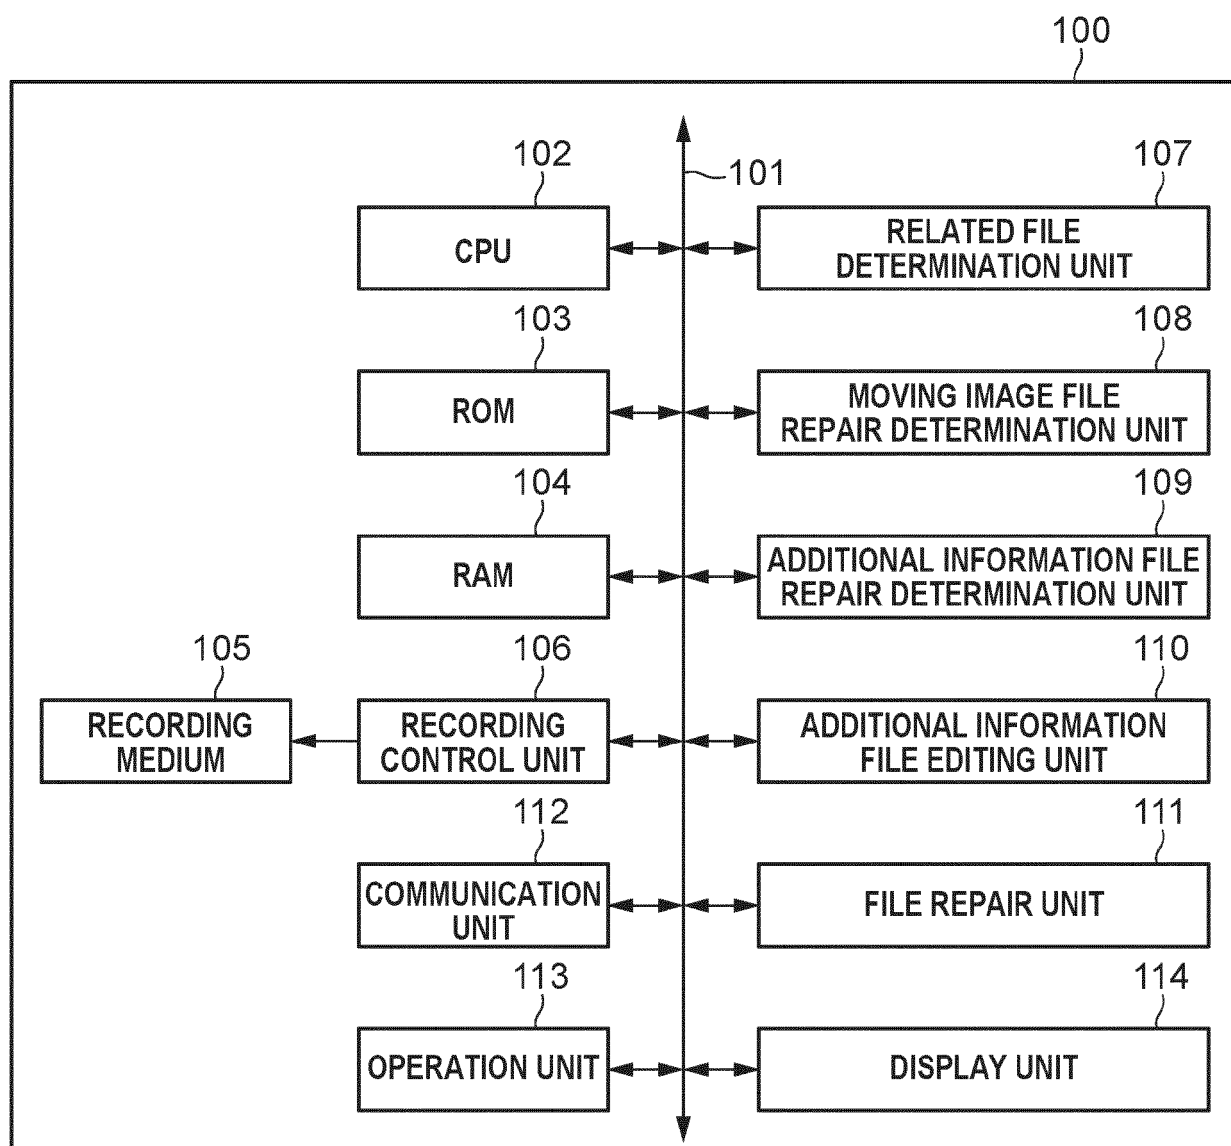 100
102
101
107
CPU
RELATED FILE
DETERMINATION UNIT
103
108
ROM
MOVING IMAGE FILE
REPAIR DETERMINATION UNIT
104
109
RAM
ADDITIONAL INFORMATION FILE
REPAIR DETERMINATION UNIT
105
106
110
RECORDING
MEDIUM
RECORDING
CONTROL UNIT
ADDITIONAL INFORMATION
FILE EDITING UNIT
112
111
COMMUNICATION
UNIT
FILE REPAIR UNIT
113
114
OPERATION UNIT
DISPLAY UNIT